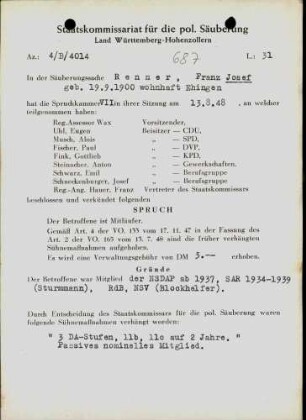 Staatskommissariat für die pol. Säuberung
Land Württemberg-Hohenzollern
Az.: 4/B/4014 687 L: 31
In der Säuberungssache Renner, Franz Josef
geb. 19.9.1900 wohnhaft Ehingen
hat die Spruchkammer VII in ihrer Sitzung am 13.8.48 , an welcher
teilgenommen haben:
Reg.Assessor Wax Vorsitzender,
Uhl, Eugen Beisitzer — CDU,
Munch, Alois „ — SPD,
Fischer, Paul „ — DVP,
Fink, Gottlieb „ — KPD,
Steinacher, Anton „ — Gewerkschaften,
Schwarz, Emil „ — Berufsgruppe
Schneckenberger, Josef „ — Berufsgruppe
Reg.-Ang. Hauer, Franz Vertreter des Staatskommissars
beschlossen und verkündet folgenden
SPRUCH
Der Betroffene ist Mitläufer.
Gemäß Art. 4 der VO 133 vom 17. 11. 47 in der Fassung des
Art. 2 der VO. 165 vom 13. 7. 48 sind die früher verhängten
Sühnemaßnahmen aufgehoben.
Es wird eine Verwaltungsgebühr von DM 5.-- erhoben.
Gründe
Der Betroffene war Mitglied der NSDAP ab 1937, SAR 1934-1939
(Sturmmann), RdB, NSV (Blockhelfer).
Durch Entscheidung des Staatskommissars für die pol. Säuberung waren
folgende Sühnemaßnahmen verhängt worden:
" 3 DA-Stufen, 11b, 11c auf 2 Jahre. "
Passives nominelles Mitglied.